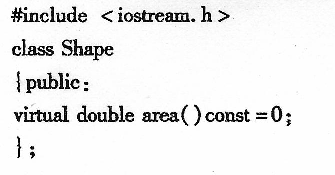 #include <iostream.h>
class Shape
{public:
virtual double area()const=0;
};